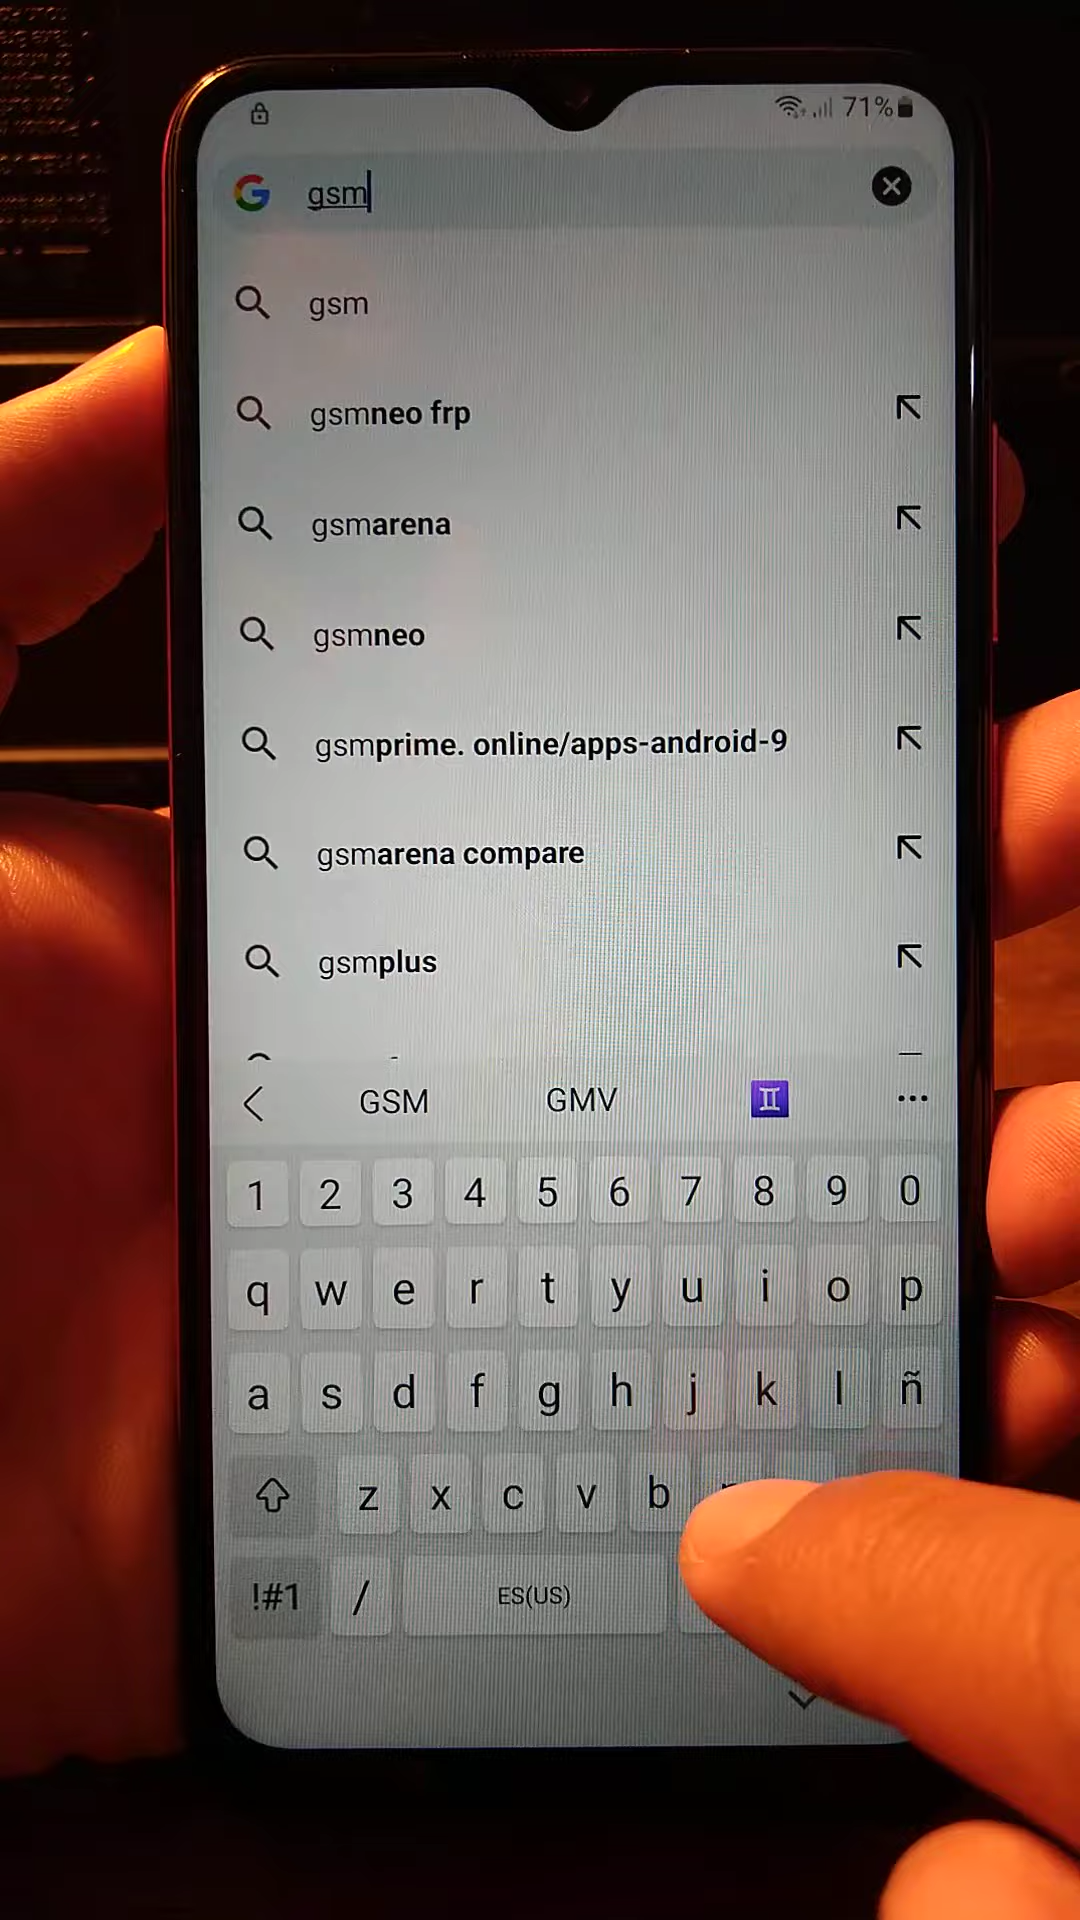 71%
gsm
gsm
gsmneo frp
gsmarena
gsmneo
gsmprime. online/apps-android-9
gsmarena compare
gsmplus
GSM GMV
1 2 3 4 5 6 7 8 9 0
q w e r t y u i o p
a s d f g h j k l ñ
z x c v b
!#1 / ES(US)